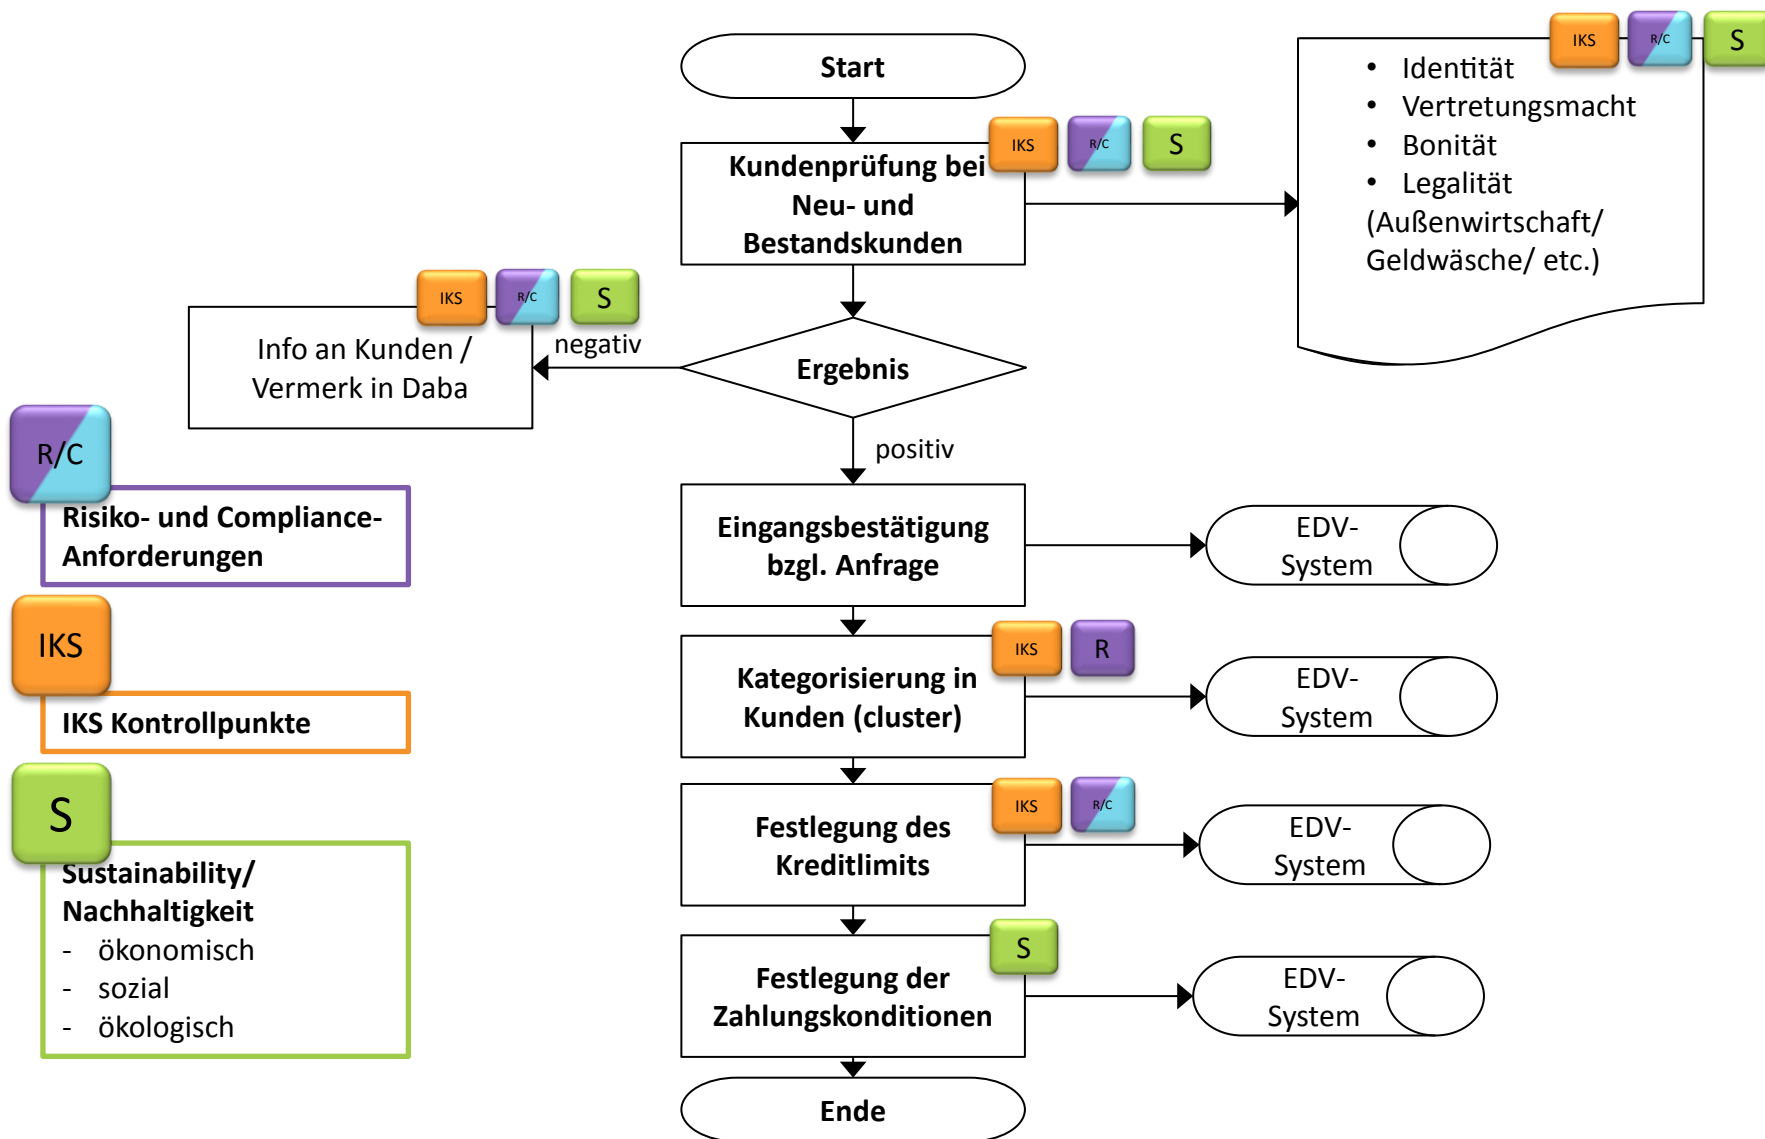 Start
IKS
R/C
S
• Identität
• Vertretungsmacht
• Bonität
• Legalität
(Außenwirtschaft/
Geldwäsche/ etc.)
IKS
R/C
S
Kundenprüfung bei
Neu- und
Bestandskunden
IKS
R/C
S
Info an Kunden /
Vermerk in Daba
negativ
Ergebnis
positiv
R/C
Risiko- und Compliance-
Anforderungen
IKS
IKS Kontrollpunkte
S
Sustainability/
Nachhaltigkeit
- ökonomisch
- sozial
- ökologisch
Eingangsbestätigung
bzgl. Anfrage
EDV-
System
IKS
R
Kategorisierung in
Kunden (cluster)
EDV-
System
IKS
R/C
Festlegung des
Kreditlimits
EDV-
System
S
Festlegung der
Zahlungskonditionen
EDV-
System
Ende